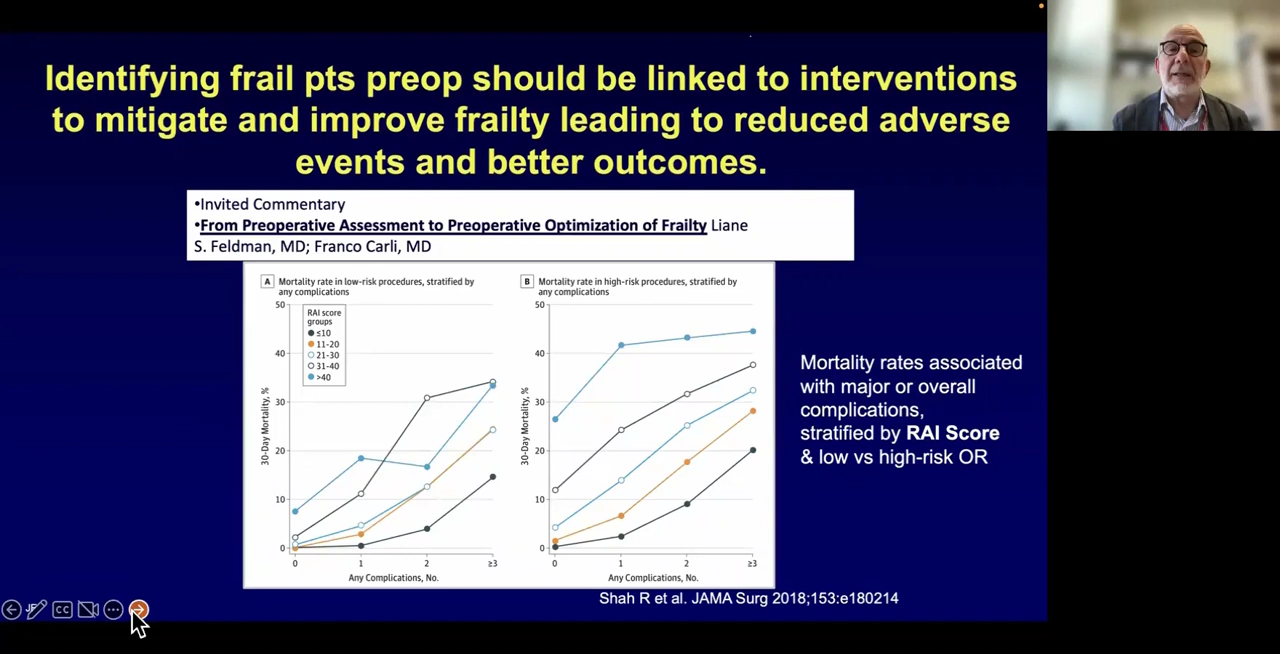 Identifying frail pts preop should be linked to interventions
to mitigate and improve frailty leading to reduced adverse
events and better outcomes.
•Invited Commentary
•From Preoperative Assessment to Preoperative Optimization of Frailty Liane
S. Feldman, MD; Franco Carli, MD
A Mortality rate in low-risk procedures, stratified by
any complications
50
40
30
20
10
0
30-Day Mortality, %
RAI score
groups
≤10
11-20
21-30
31-40
>40
0 1 2 ≥3
Any Complications, No.
B Mortality rate in high-risk procedures, stratified by
any complications
50
40
30
20
10
0
30-Day Mortality, %
0 1 2 ≥3
Any Complications, No.
Mortality rates associated
with major or overall
complications,
stratified by RAI Score
& low vs high-risk OR
Shah R et al. JAMA Surg 2018;153:e180214
CC